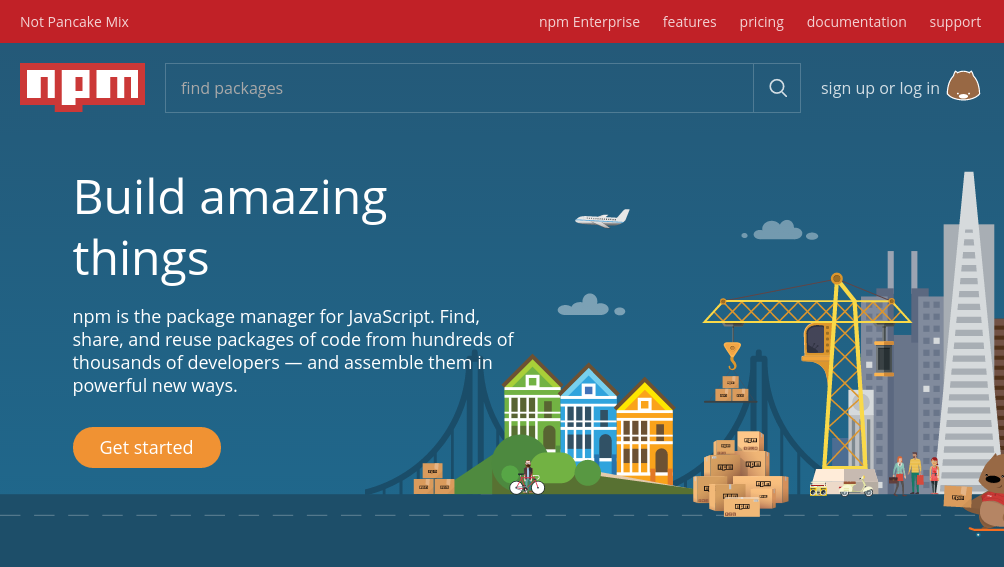 Not Pancake Mix
npm Enterprise features pricing documentation support
npm
find packages
sign up or log in
Build amazing
things
npm is the package manager for JavaScript. Find,
share, and reuse packages of code from hundreds of
thousands of developers — and assemble them in
powerful new ways.
Get started
npm
npm
npm
npm